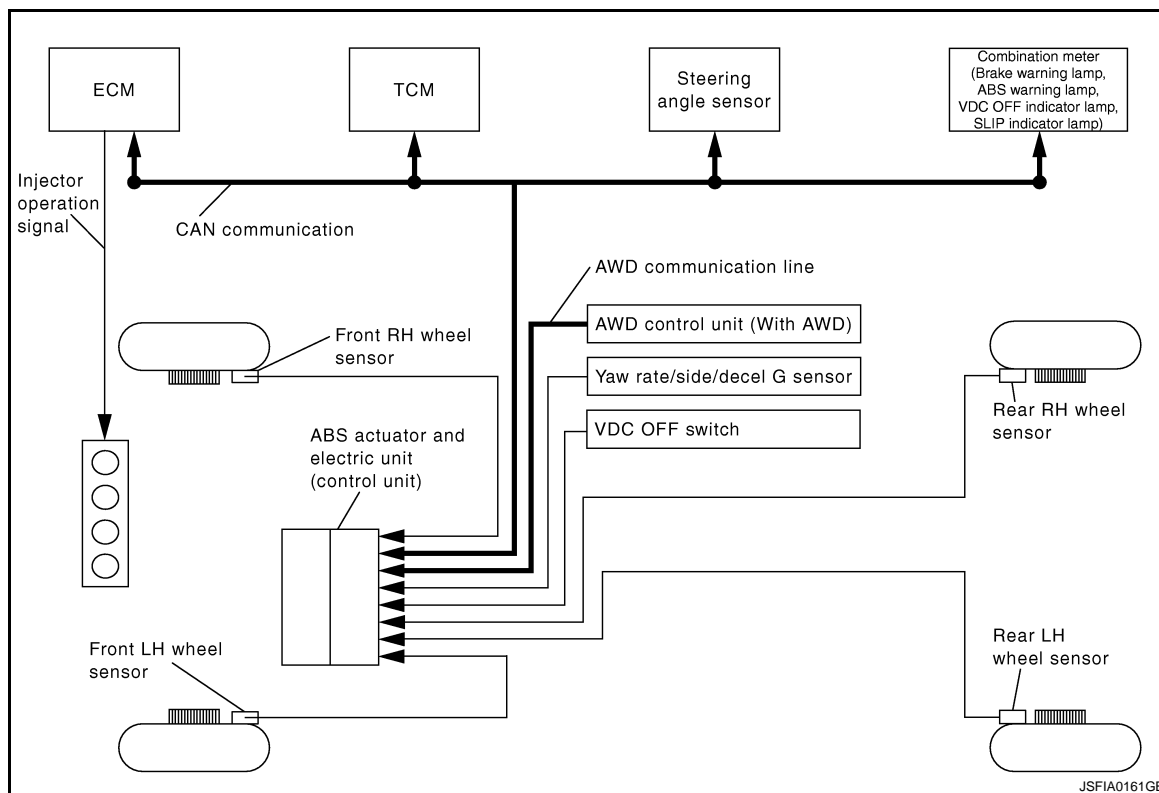 ECM
TCM
Steering
angle sensor
Combination meter
(Brake warning lamp,
ABS warning lamp,
VDC OFF indicator lamp,
SLIP indicator lamp)
Injector
operation
signal
CAN communication
AWD communication line
AWD control unit (With AWD)
Front RH wheel
sensor
Yaw rate/side/decel G sensor
VDC OFF switch
Rear RH wheel
sensor
ABS actuator and
electric unit
(control unit)
Front LH wheel
sensor
Rear LH
wheel sensor